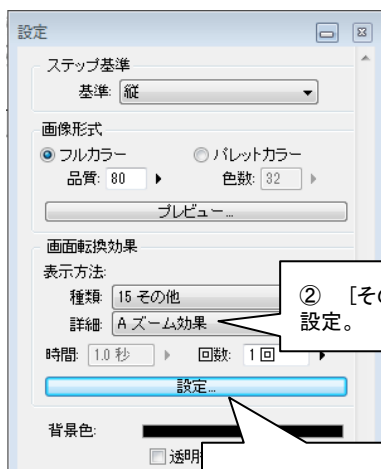 設定
ステップ基準
基準: 縦
画像形式
フルカラー パレットカラー
品質: 80 色数: 32
プレビュー...
画面転換効果
表示方法:
種類: 15 その他
詳細: A ズーム効果
時間: 1.0 秒 回数: 1 回
設定...
背景色:
透明
② [その
設定。